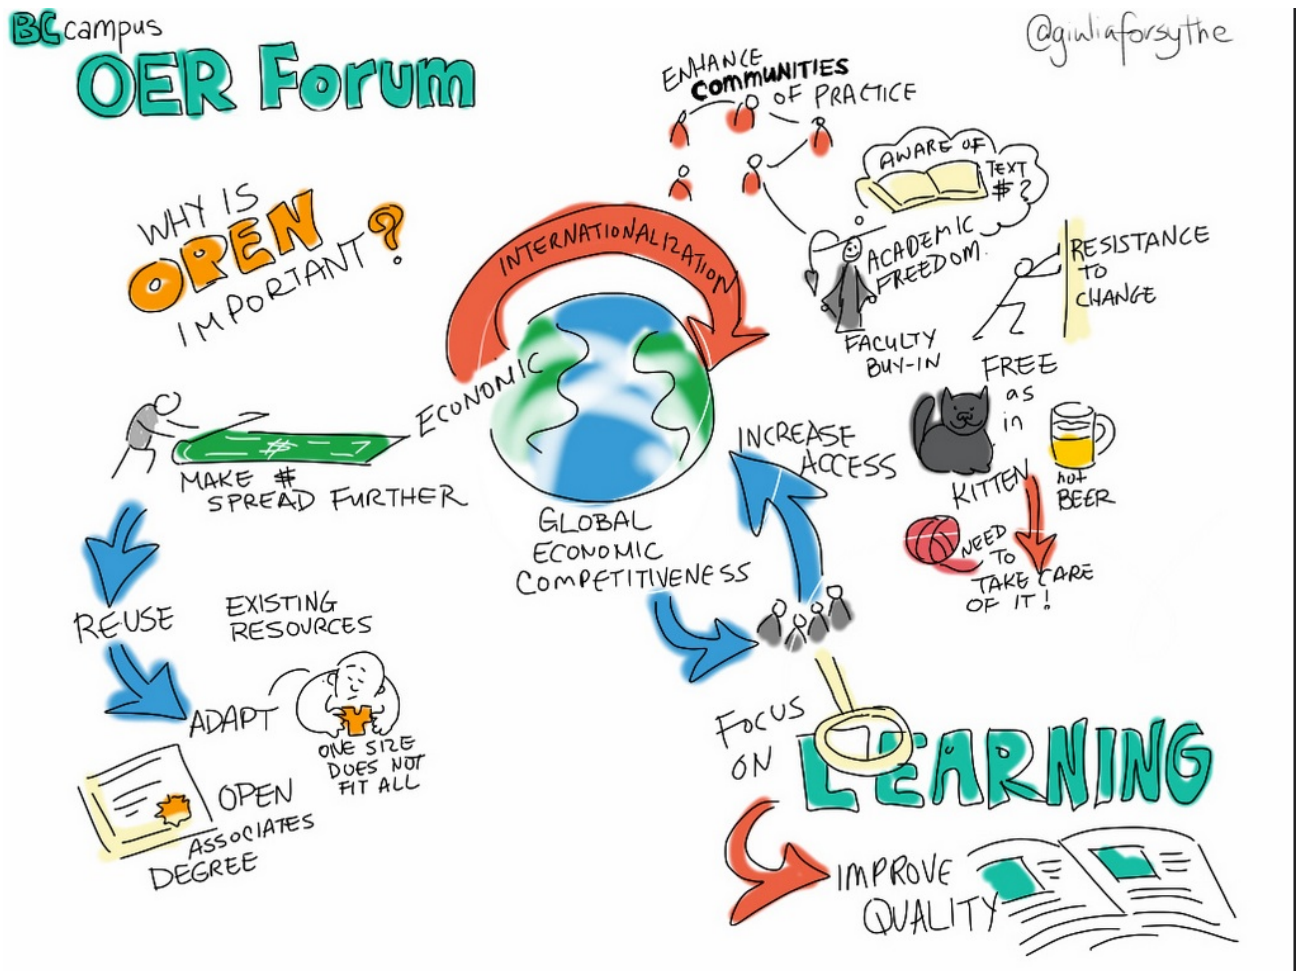 BCcampus
OER Forum
@giuliaforsythe
WHY IS
OPEN
IMPORTANT?
ENHANCE
COMMUNITIES
OF PRACTICE
AWARE OF
TEXT
$?
ACADEMIC
FREEDOM.
FACULTY
BUY-IN
RESISTANCE
TO
CHANGE
INTERNATIONALIZATION
ECONOMIC
$
MAKE $
SPREAD FURTHER
GLOBAL
ECONOMIC
COMPETITIVENESS
INCREASE
ACCESS
FREE
as
in
KITTEN
not
BEER
NEED
TO
TAKE CARE
OF IT!
REUSE
EXISTING
RESOURCES
ADAPT
ONE SIZE
DOES NOT
FIT ALL
OPEN
ASSOCIATES
DEGREE
FOCUS
ON
LEARNING
IMPROVE
QUALITY